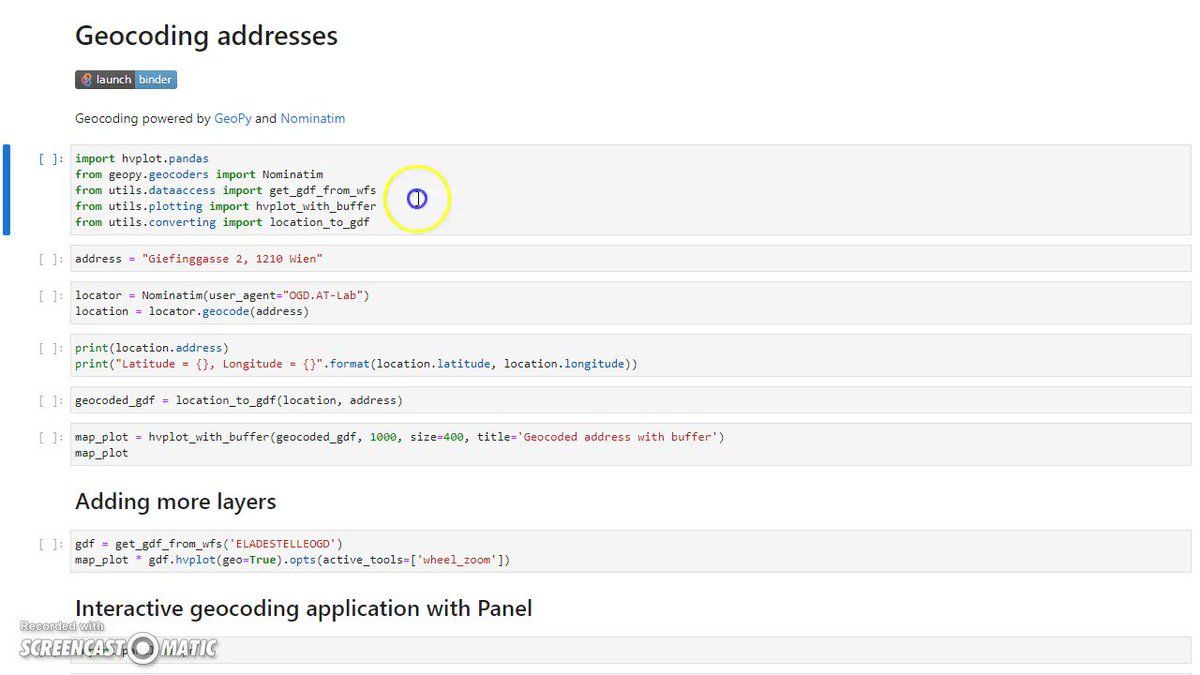 Geocoding addresses
launch binder
Geocoding powered by GeoPy and Nominatim
[ ]: import hvplot.pandas
from geopy.geocoders import Nominatim
from utils.dataaccess import get_gdf_from_wfs
from utils.plotting import hvplot_with_buffer
from utils.converting import location_to_gdf
[ ]: address = "Giefinggasse 2, 1210 Wien"
[ ]: locator = Nominatim(user_agent="OGD.AT-Lab")
location = locator.geocode(address)
[ ]: print(location.address)
print("Latitude = {}, Longitude = {}".format(location.latitude, location.longitude))
[ ]: geocoded_gdf = location_to_gdf(location, address)
[ ]: map_plot = hvplot_with_buffer(geocoded_gdf, 1000, size=400, title='Geocoded address with buffer')
map_plot
Adding more layers
[ ]: gdf = get_gdf_from_wfs('ELADESTELLEOGD')
map_plot * gdf.hvplot(geo=True).opts(active_tools=['wheel_zoom'])
Interactive geocoding application with Panel
Recorded with
SCREENCAST MATIC